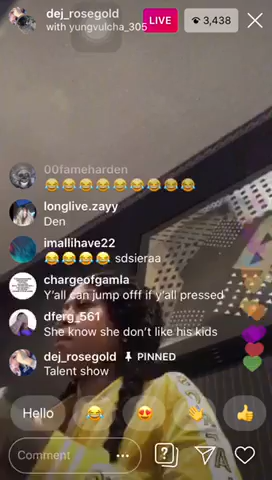 dej_rosegold
with yungvulcha_305
LIVE
3,438
00fameharden
😂😂😂😂😂😂😂😂😂
longlive.zayy
Den
imallihave22
😂😂😂😂 sdsieraa
chargeofgamla
Y'all can jump offf if y'all pressed
dferg_561
She know she don't like his kids
dej_rosegold PINNED
Talent show
Hello 😂 😍 👏 👍
Comment